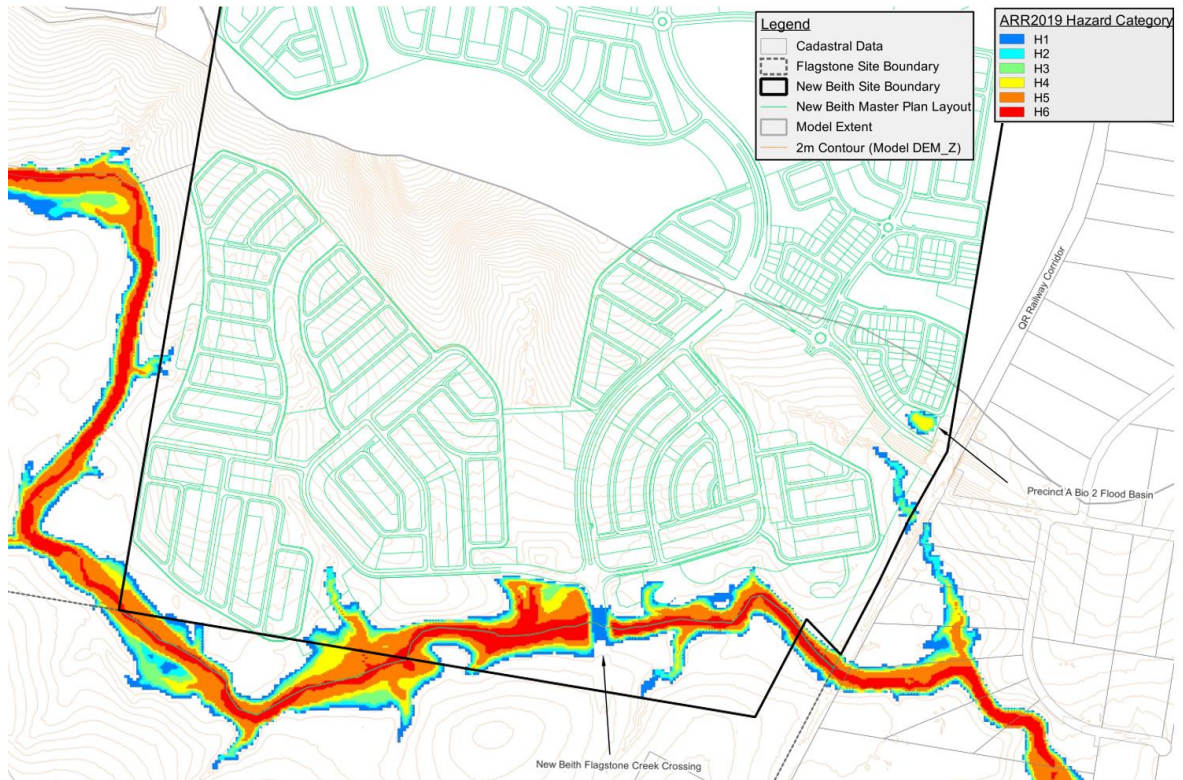 Legend
Cadastral Data
Flagstone Site Boundary
New Beith Site Boundary
New Beith Master Plan Layout
Model Extent
2m Contour (Model DEM_Z)
ARR2019 Hazard Category
H1
H2
H3
H4
H5
H6
QR Railway Corridor
Precinct A Bio 2 Flood Basin
New Beith Flagstone Creek Crossing